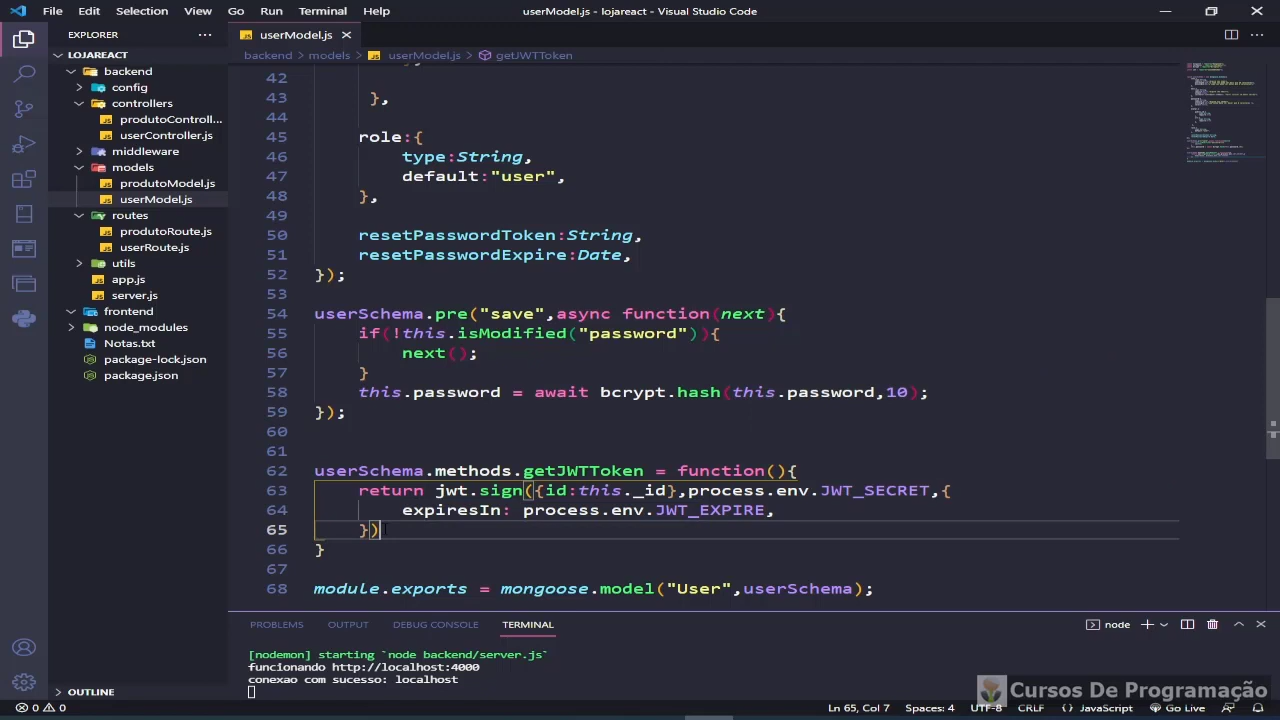 File Edit Selection View Go Run Terminal Help
userModel.js - lojareact - Visual Studio Code
EXPLORER
LOJAREACT
backend
config
controllers
produtoControll...
userController.js
middleware
models
produtoModel.js
userModel.js
routes
produtoRoute.js
userRoute.js
utils
app.js
server.js
frontend
node_modules
Notas.txt
package-lock.json
package.json
OUTLINE
userModel.js
backend > models > userModel.js > getJWTToken
42
43 },
44
45 role:{
46 type:String,
47 default:"user",
48 },
49
50 resetPasswordToken:String,
51 resetPasswordExpire:Date,
52 });
53
54 userSchema.pre("save",async function(next){
55 if(!this.isModified("password")){
56 next();
57 }
58 this.password = await bcrypt.hash(this.password,10);
59 });
60
61
62 userSchema.methods.getJWTToken = function(){
63 return jwt.sign({id:this._id},process.env.JWT_SECRET,{
64 expiresIn: process.env.JWT_EXPIRE,
65 })
66 }
67
68 module.exports = mongoose.model("User",userSchema);
PROBLEMS OUTPUT DEBUG CONSOLE TERMINAL
node
[nodemon] starting `node backend/server.js`
funcionando http://localhost:4000
conexao com sucesso: localhost
Cursos De Programação
0 0
Ln 65, Col 7 Spaces: 4 UTF-8 CRLF {} JavaScript Go Live